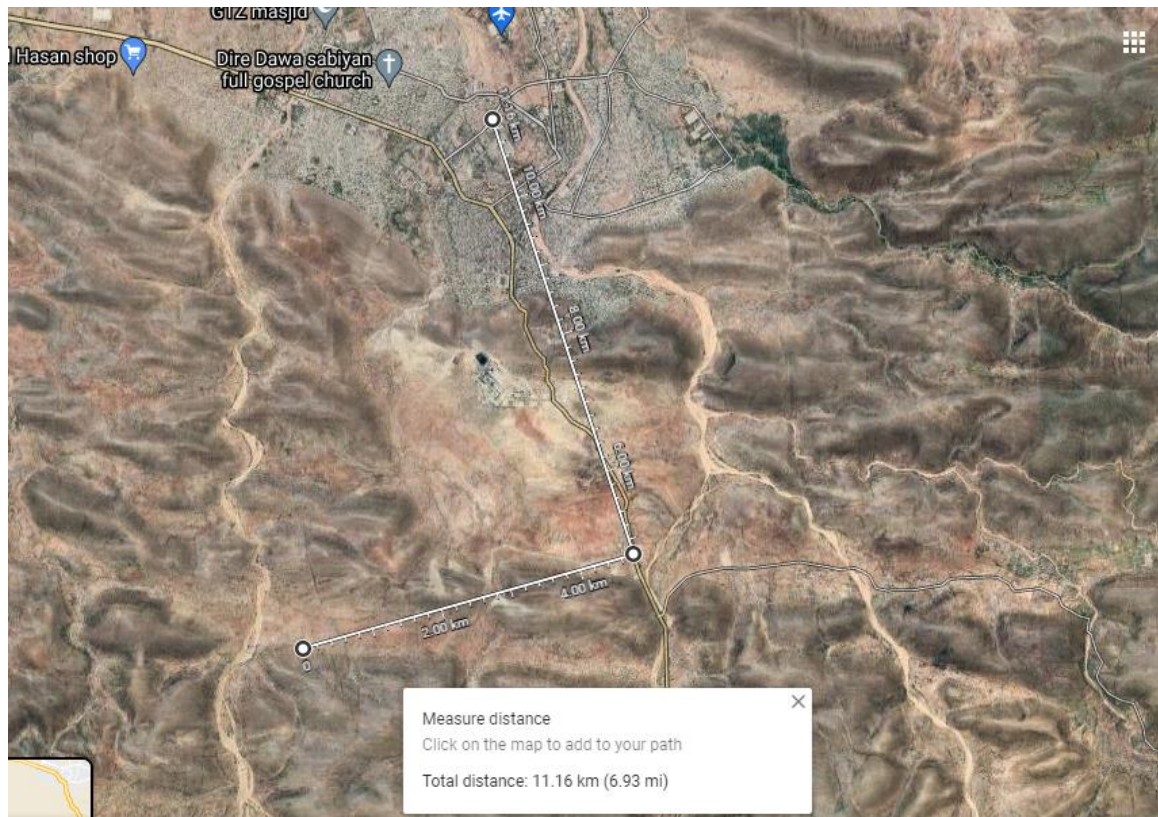 GTZ masjid
l Hasan shop
Dire Dawa sabiyan
full gospel church
10.00 km
8.00 km
6.00 km
4.00 km
2.00 km
0
Measure distance
Click on the map to add to your path
Total distance: 11.16 km (6.93 mi)